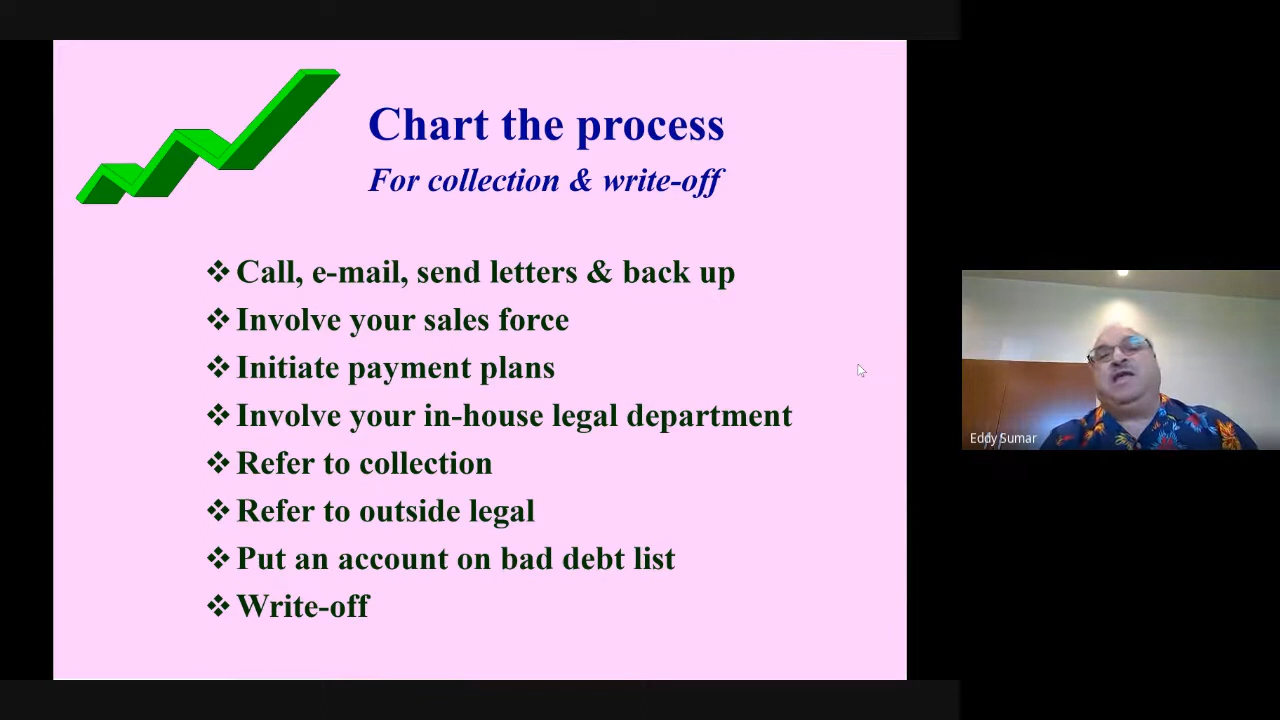 Chart the process
For collection & write-off
❖ Call, e-mail, send letters & back up
❖ Involve your sales force
❖ Initiate payment plans
❖ Involve your in-house legal department
❖ Refer to collection
❖ Refer to outside legal
❖ Put an account on bad debt list
❖ Write-off
Eddy Sumar